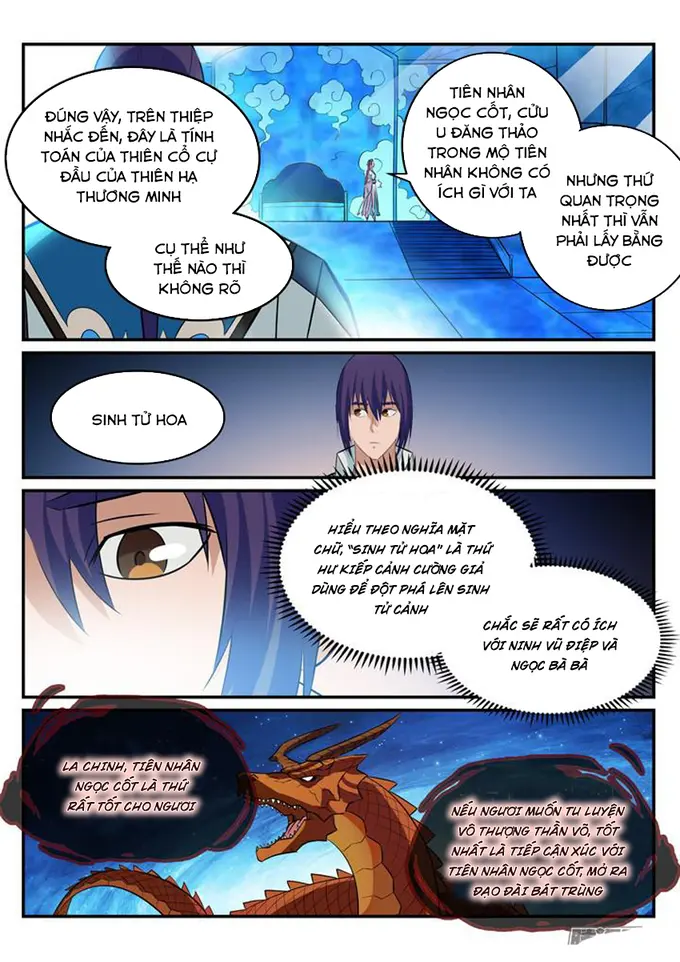 ĐÚNG VẬY, TRÊN THIỆP
NHẮC ĐẾN, ĐÂY LÀ TÍNH
TOÁN CỦA THIÊN CỔ CỰ
ĐẦU CỦA THIÊN HẠ
THƯƠNG MINH
CỤ THỂ NHƯ
THẾ NÀO THÌ
KHÔNG RÕ
TIÊN NHÂN
NGỌC CỐT, CỬU
U ĐĂNG THẢO
TRONG MỘ TIÊN
NHÂN KHÔNG CÓ
ÍCH GÌ VỚI TA
NHƯNG THỨ
QUAN TRỌNG
NHẤT THÌ VẪN
PHẢI LẤY BẰNG
ĐƯỢC
SINH TỬ HOA
HIỂU THEO NGHĨA MẶT
CHỮ, "SINH TỬ HOA" LÀ THỨ
HƯ KIẾP CẢNH CƯỜNG GIẢ
DÙNG ĐỂ ĐỘT PHÁ LÊN SINH
TỬ CẢNH
CHẮC SẼ RẤT CÓ ÍCH
VỚI NINH VŨ ĐIỆP VÀ
NGỌC BÀ BÀ
LA CHINH, TIÊN NHÂN
NGỌC CỐT LÀ THỨ
RẤT TỐT CHO NGƯƠI
NẾU NGƯƠI MUỐN TU LUYỆN
VÔ THƯỢNG THẦN VÕ, TỐT
NHẤT LÀ TIẾP CẬN XÚC VỚI
TIÊN NHÂN NGỌC CỐT, MỞ RA
ĐẠO ĐÀI BÁT TRÙNG